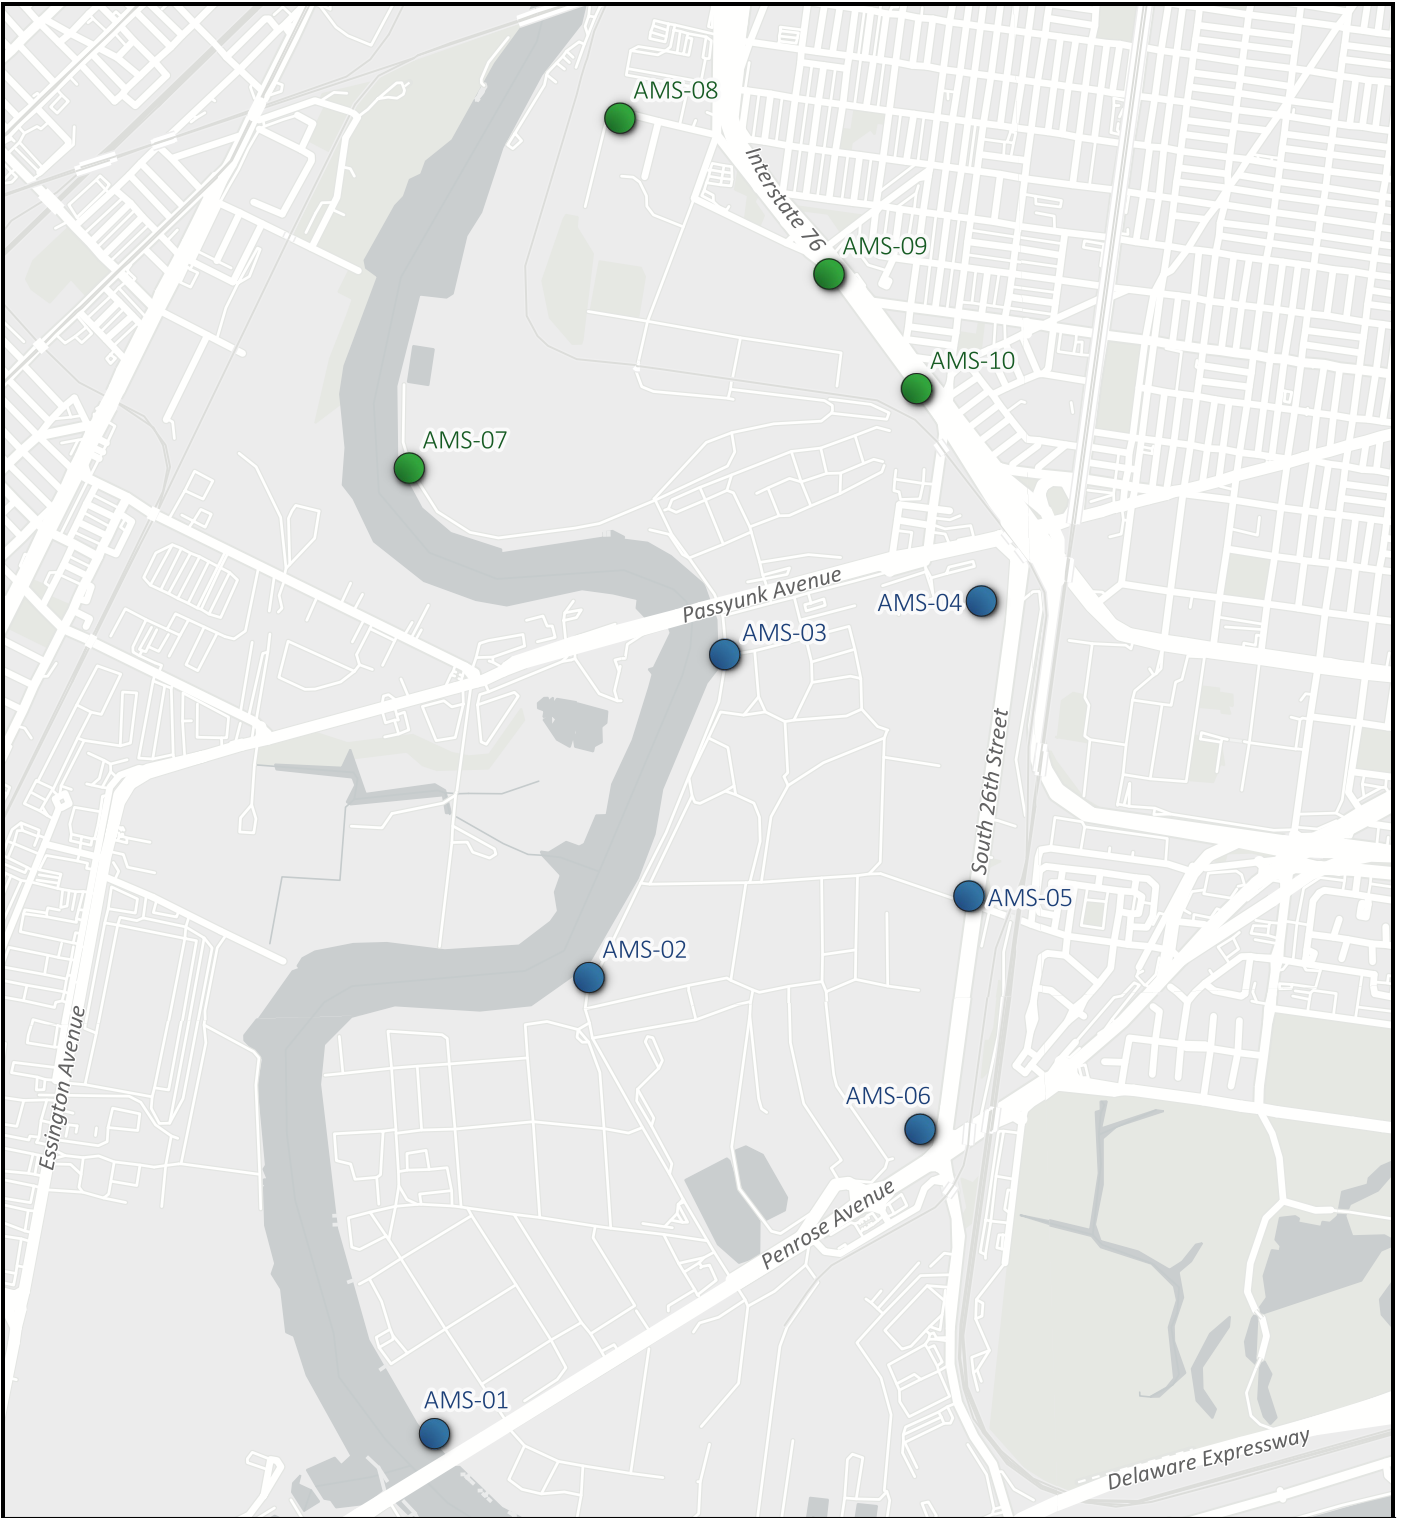 AMS-08
Interstate 76
AMS-09
AMS-10
AMS-07
Passyunk Avenue
AMS-04
AMS-03
South 26th Street
AMS-05
AMS-02
Essington Avenue
AMS-06
Penrose Avenue
AMS-01
Delaware Expressway